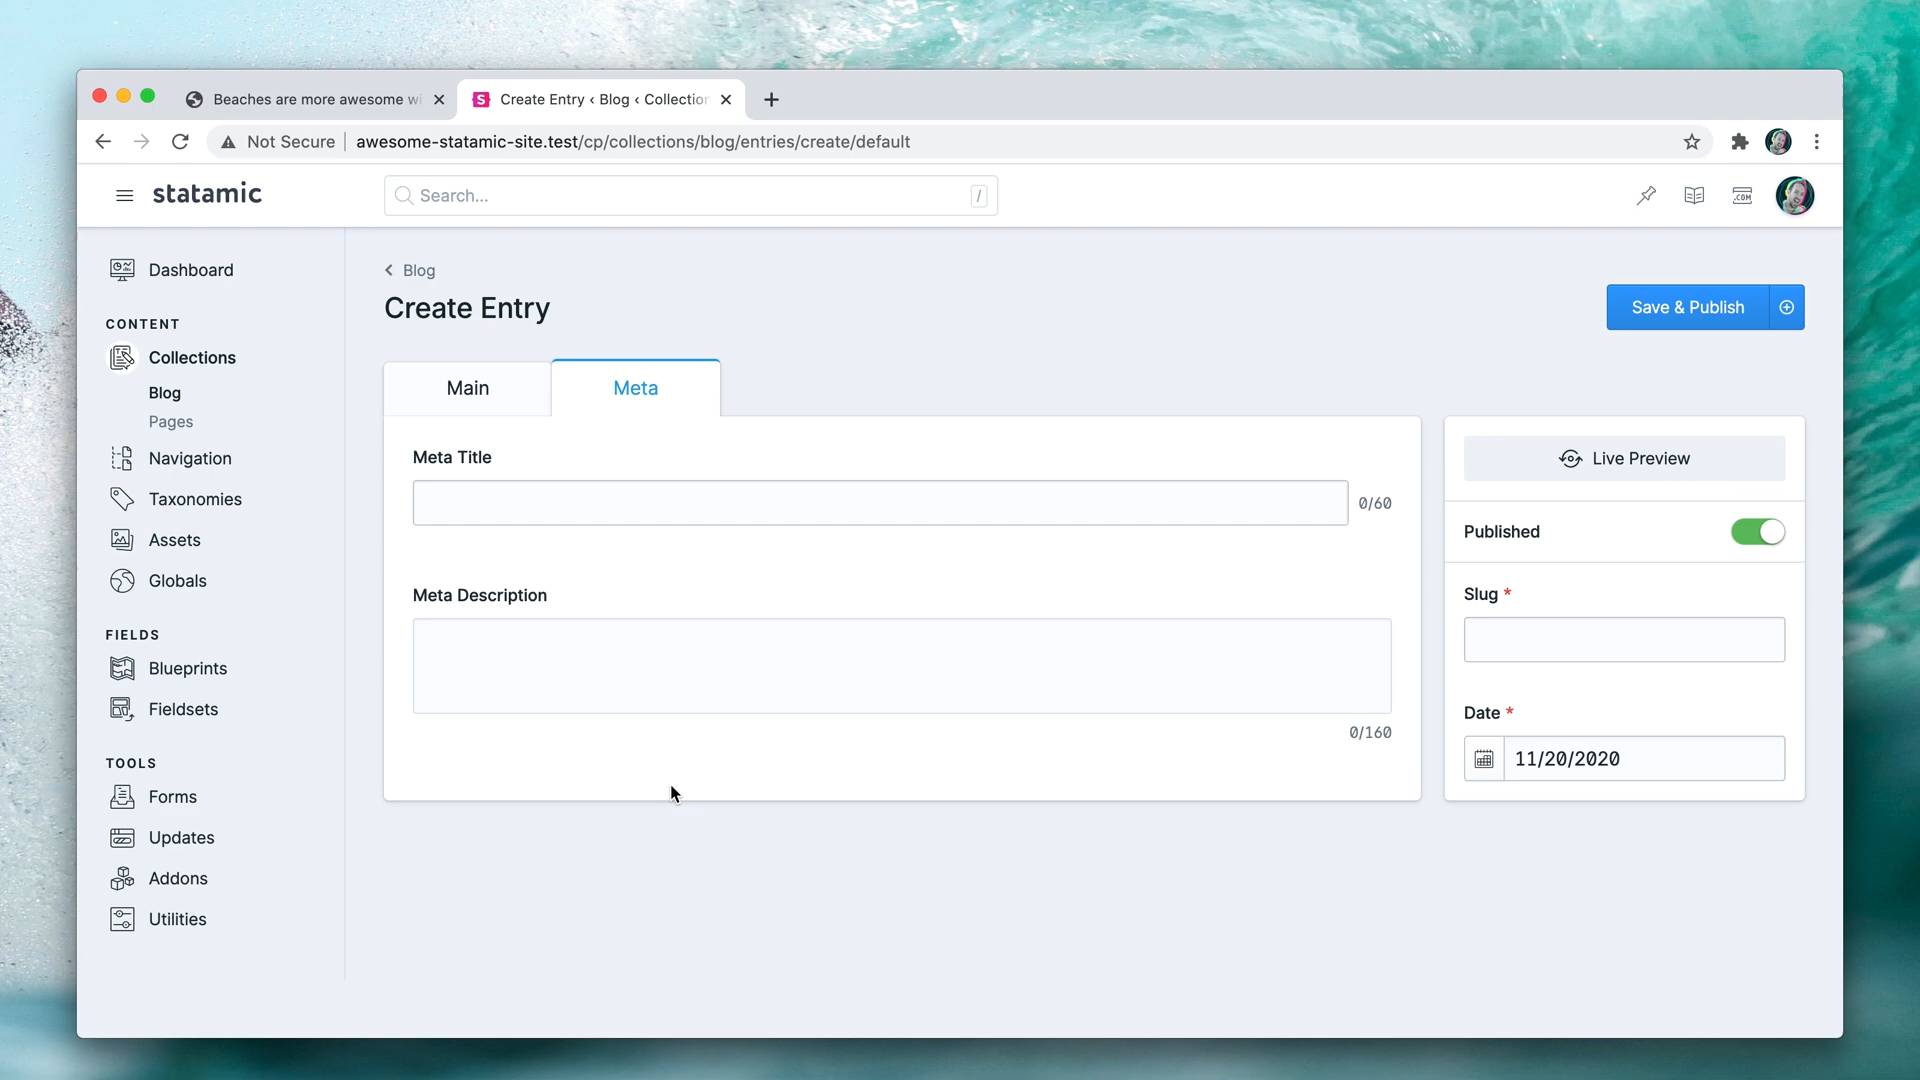 Beaches are more awesome wi
Create Entry ‹ Blog ‹ Collection
Not Secure
awesome-statamic-site.test/cp/collections/blog/entries/create/default
statamic
Search...
/
.COM
Dashboard
CONTENT
Collections
Blog
Pages
Navigation
Taxonomies
Assets
Globals
FIELDS
Blueprints
Fieldsets
TOOLS
Forms
Updates
Addons
Utilities
Blog
Create Entry
Save & Publish
Main
Meta
Meta Title
0/60
Meta Description
0/160
Live Preview
Published
Slug *
Date *
11/20/2020